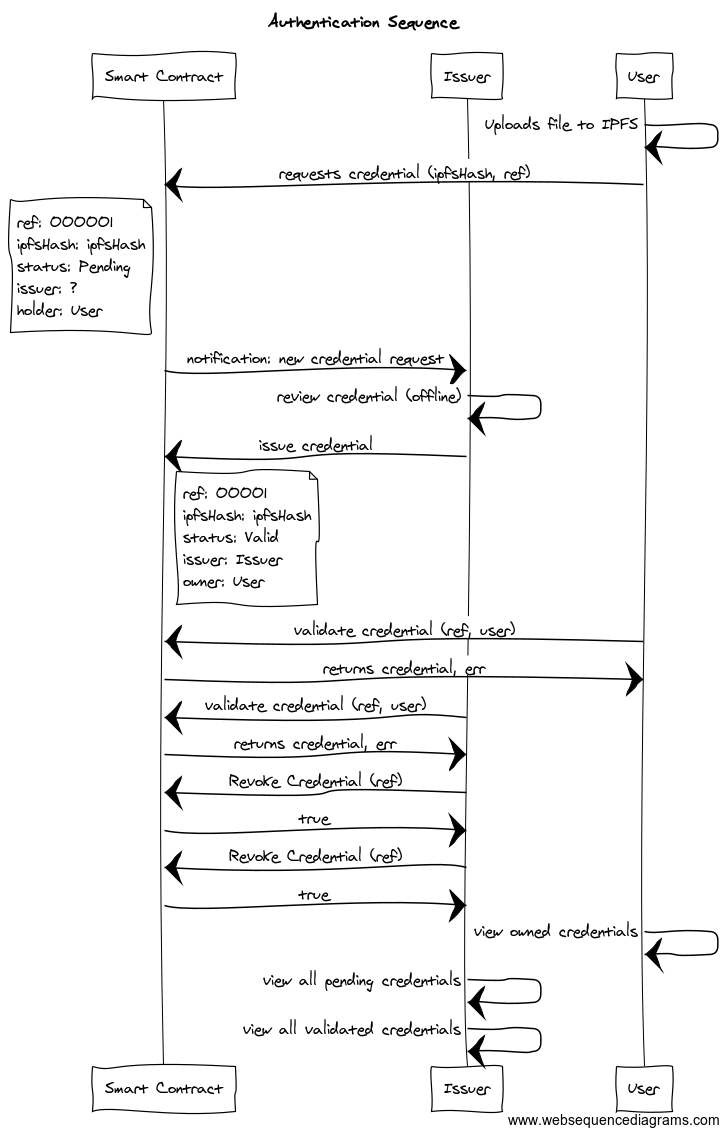 Authentication Sequence
Smart Contract
Issuer
User
Uploads file to IPFS
requests credential (ipfsHash, ref)
ref: 000001
ipfsHash: ipfsHash
status: Pending
issuer: ?
holder: User
notification: new credential request
review credential (offline)
issue credential
ref: 00001
ipfsHash: ipfsHash
status: Valid
issuer: Issuer
owner: User
validate credential (ref, user)
returns credential, err
validate credential (ref, user)
returns credential, err
Revoke Credential (ref)
true
Revoke Credential (ref)
true
view owned credentials
view all pending credentials
view all validated credentials
Smart Contract
Issuer
User
www.websequencediagrams.com